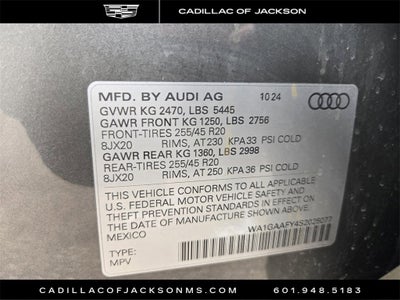 CADILLAC OF JACKSON
MFD. BY AUDI AG 10 24
GVWR KG 2470, LBS 5445
GAWR FRONT KG 1250, LBS 2756
FRONT-TIRES 255/45 R20
8JX20 RIMS, AT 230 KPA 33 PSI COLD
GAWR REAR KG 1360, LBS 2998
REAR-TIRES 255/45 R20
8JX20 RIMS, AT 250 KPA 36 PSI COLD
THIS VEHICLE CONFORMS TO ALL APPLICABLE
U.S. FEDERAL MOTOR VEHICLE SAFETY AND
THEFT PREVENTION STANDARDS IN EFFECT
ON THE DATE OF MANUFACTURE SHOWN ABOVE.
MEXICO WA1GAAFY4S2026077
TYPE:
MPV
CADILLACOFJACKSONMS.COM 601.948.5183